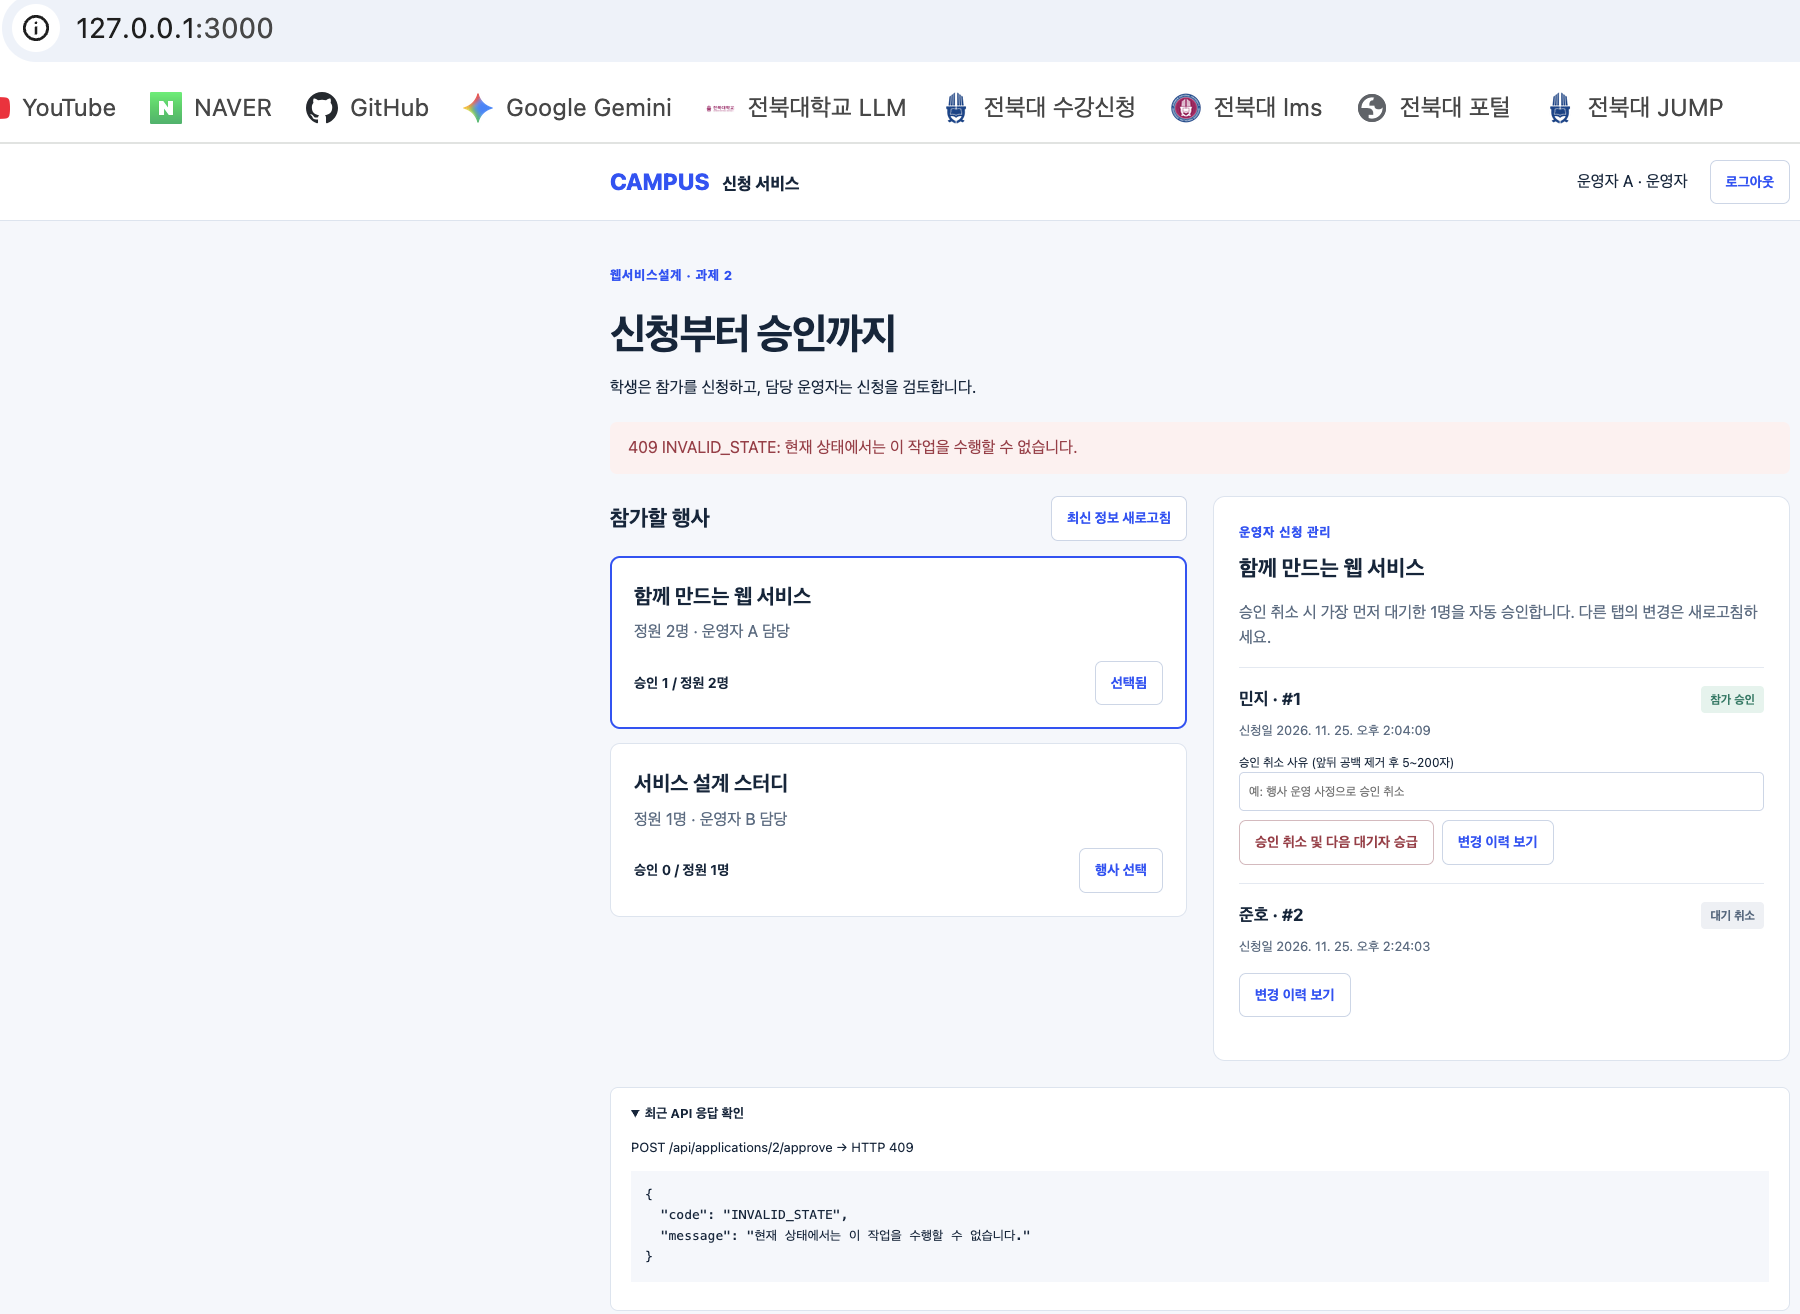 127.0.0.1:3000
YouTube NAVER GitHub Google Gemini 전북대학교 LLM 전북대 수강신청 전북대 lms 전북대 포털 전북대 JUMP
CAMPUS 신청 서비스
운영자 A · 운영자 로그아웃
웹서비스설계 · 과제 2
신청부터 승인까지
학생은 참가를 신청하고, 담당 운영자는 신청을 검토합니다.
409 INVALID_STATE: 현재 상태에서는 이 작업을 수행할 수 없습니다.
참가할 행사
최신 정보 새로고침
함께 만드는 웹 서비스
정원 2명 · 운영자 A 담당
승인 1 / 정원 2명
선택됨
서비스 설계 스터디
정원 1명 · 운영자 B 담당
승인 0 / 정원 1명
행사 선택
운영자 신청 관리
함께 만드는 웹 서비스
승인 취소 시 가장 먼저 대기한 1명을 자동 승인합니다. 다른 탭의 변경은 새로고침하
세요.
민지 · #1
참가 승인
신청일 2026. 11. 25. 오후 2:04:09
승인 취소 사유 (앞뒤 공백 제거 후 5~200자)
예: 행사 운영 사정으로 승인 취소
승인 취소 및 다음 대기자 승급
변경 이력 보기
준호 · #2
대기 취소
신청일 2026. 11. 25. 오후 2:24:03
변경 이력 보기
▼ 최근 API 응답 확인
POST /api/applications/2/approve → HTTP 409
{
"code": "INVALID_STATE",
"message": "현재 상태에서는 이 작업을 수행할 수 없습니다."
}